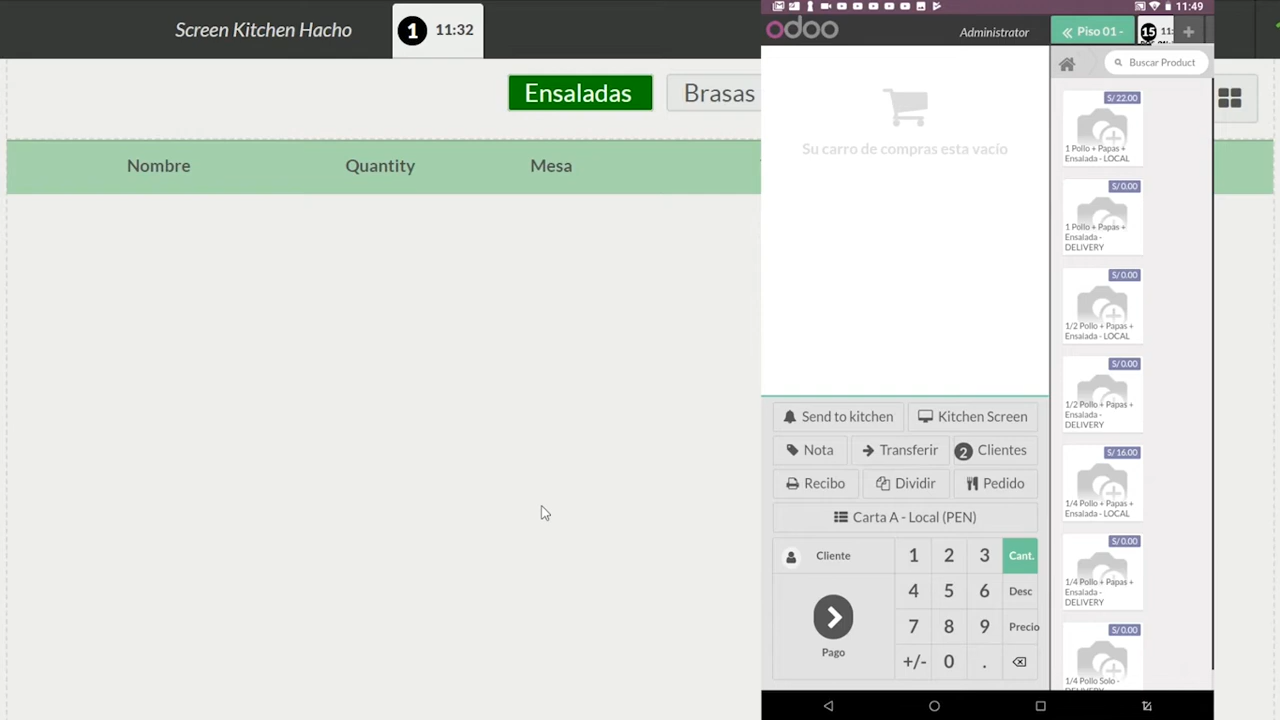 Screen Kitchen Hacho
1
11:32
Ensaladas
Brasas
Nombre
Quantity
Mesa
11:49
odoo
Administrator
Piso 01 -
15
11:
Buscar Product
Su carro de compras esta vacío
S/ 22.00
1 Pollo + Papas +
Ensalada - LOCAL
S/ 0.00
1 Pollo + Papas +
Ensalada -
DELIVERY
S/ 0.00
1/2 Pollo + Papas +
Ensalada - LOCAL
S/ 0.00
1/2 Pollo + Papas +
Ensalada -
DELIVERY
S/ 16.00
1/4 Pollo + Papas +
Ensalada - LOCAL
S/ 0.00
1/4 Pollo + Papas +
Ensalada -
DELIVERY
S/ 0.00
1/4 Pollo Solo -
DELIVERY
Send to kitchen
Kitchen Screen
Nota
Transferir
2 Clientes
Recibo
Dividir
Pedido
Carta A - Local (PEN)
Cliente
1 2 3 Cant.
4 5 6 Desc
7 8 9 Precio
+/- 0 .
Pago